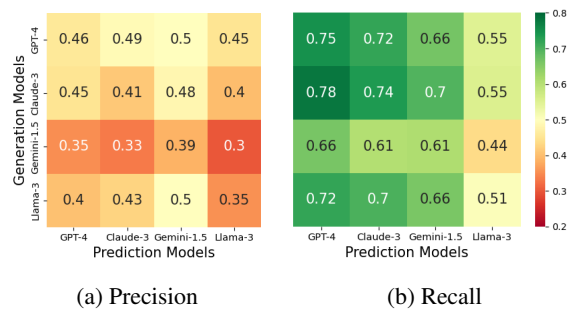 Generation Models
GPT-4 0.46 0.49 0.5 0.45
Claude-3 0.45 0.41 0.48 0.4
Gemini-1.5 0.35 0.33 0.39 0.3
Llama-3 0.4 0.43 0.5 0.35
GPT-4 Claude-3 Gemini-1.5 Llama-3
Prediction Models
(a) Precision
0.75 0.72 0.66 0.55
0.78 0.74 0.7 0.55
0.66 0.61 0.61 0.44
0.72 0.7 0.66 0.51
GPT-4 Claude-3 Gemini-1.5 Llama-3
Prediction Models
(b) Recall
0.8
0.7
0.6
0.5
0.4
0.3
0.2